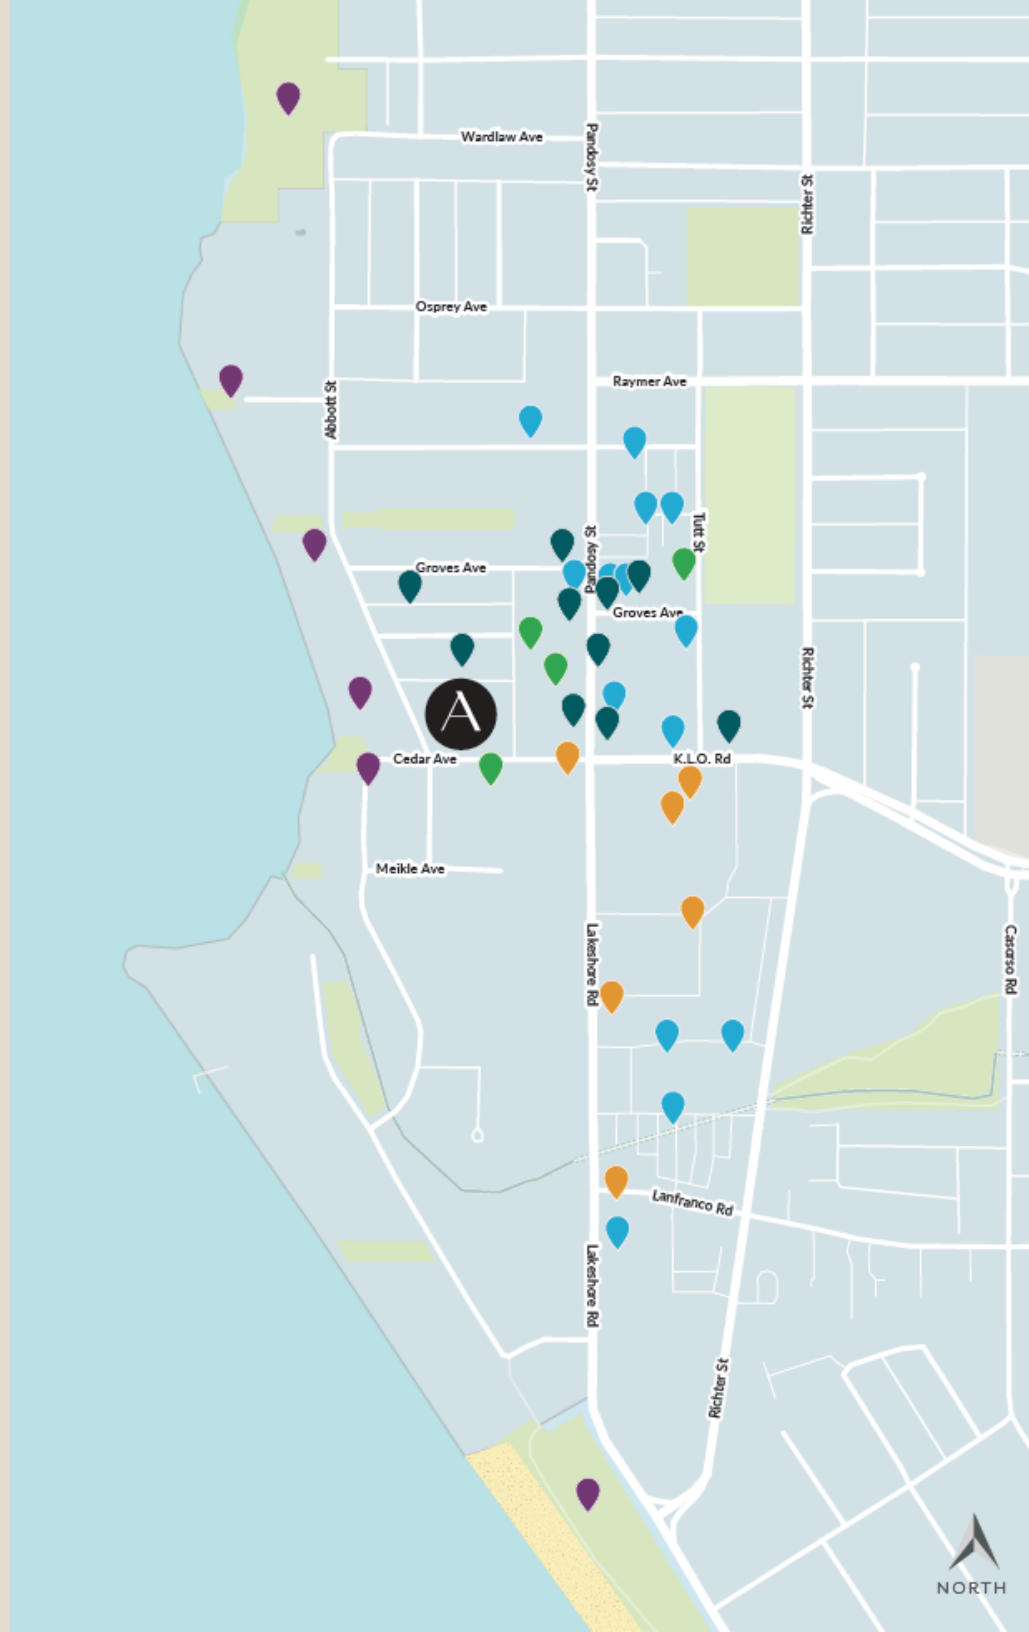 Wardlaw Ave
Pandosy St
Richter St
Osprey Ave
Raymer Ave
Abbott St
Tutt St
Pandosy St
Groves Ave
Groves Ave
Richter St
A
Cedar Ave
K.L.O. Rd
Meikle Ave
Lakeshore Rd
Casorso Rd
Lanfranco Rd
Lakeshore Rd
Richter St
NORTH